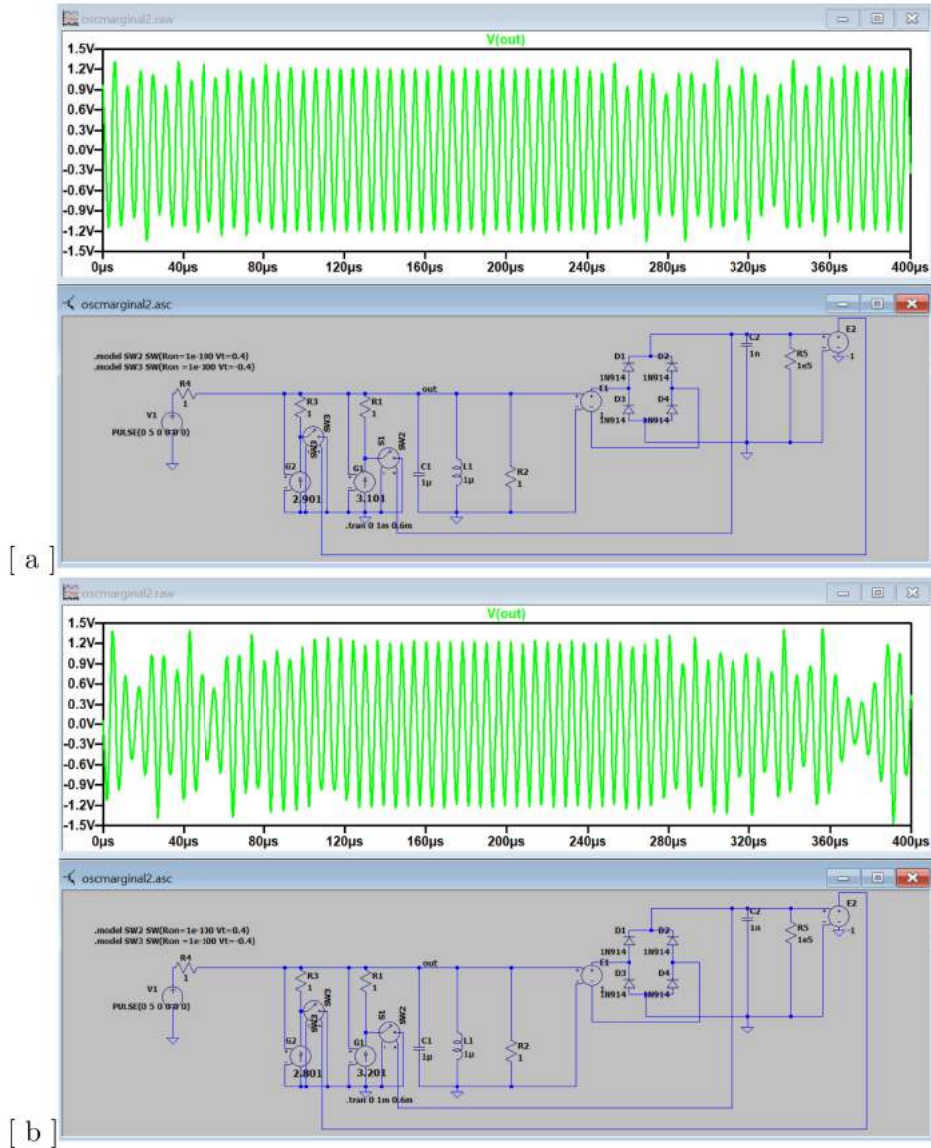 oscmarginal2.raw
V(out)
1.5V
1.2V
0.9V
0.6V
0.3V
0.0V
-0.3V
-0.6V
-0.9V
-1.2V
-1.5V
0µs 40µs 80µs 120µs 160µs 200µs 240µs 280µs 320µs 360µs 400µs
oscmarginal2.asc
.model SW2 SW(Ron=1e-100 Vt=0.4)
.model SW3 SW(Ron =1e-100 Vt=-0.4)
R4
1
V1
PULSE(0 5 0 0 0 0)
R3
1
SW3
SW3
G2
2.901
R1
1
S1
SW2
G1
3.101
.tran 0 1m 0.6m
out
C1
1µ
L1
1µ
R2
1
E1
D1
1N914
D2
1N914
D3
1N914
D4
1N914
C2
1n
R5
1e5
E2
-1
[ a ]
oscmarginal2.raw
V(out)
1.5V
1.2V
0.9V
0.6V
0.3V
0.0V
-0.3V
-0.6V
-0.9V
-1.2V
-1.5V
0µs 40µs 80µs 120µs 160µs 200µs 240µs 280µs 320µs 360µs 400µs
oscmarginal2.asc
.model SW2 SW(Ron=1e-100 Vt=0.4)
.model SW3 SW(Ron =1e-100 Vt=-0.4)
R4
1
V1
PULSE(0 5 0 0 0 0)
R3
1
SW3
SW3
G2
2.801
R1
1
S1
SW2
G1
3.201
.tran 0 1m 0.6m
out
C1
1µ
L1
1µ
R2
1
E1
D1
1N914
D2
1N914
D3
1N914
D4
1N914
C2
1n
R5
1e5
E2
-1
[ b ]